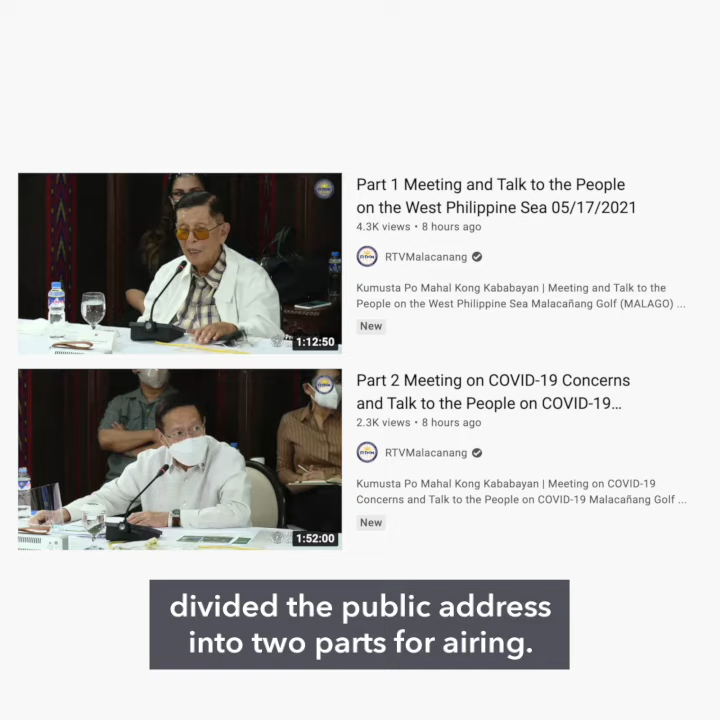 Part 1 Meeting and Talk to the People
on the West Philippine Sea 05/17/2021
4.3K views • 8 hours ago
RTVMalacanang
Kumusta Po Mahal Kong Kababayan | Meeting and Talk to the
People on the West Philippine Sea Malacañang Golf (MALAGO) ...
New
1:12:50
Part 2 Meeting on COVID-19 Concerns
and Talk to the People on COVID-19...
2.3K views • 8 hours ago
RTVMalacanang
Kumusta Po Mahal Kong Kababayan | Meeting on COVID-19
Concerns and Talk to the People on COVID-19 Malacañang Golf ...
New
1:52:00
divided the public address
into two parts for airing.